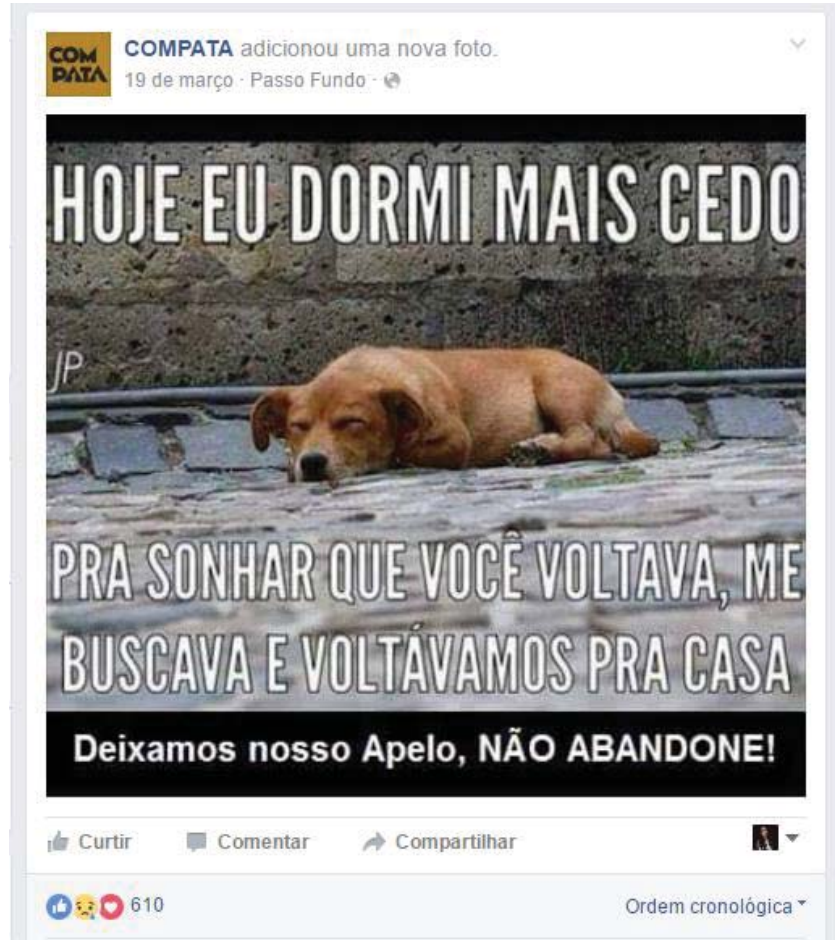 COM
PATA
COMPATA adicionou uma nova foto.
19 de março · Passo Fundo ·
HOJE EU DORMI MAIS CEDO
JP
PRA SONHAR QUE VOCÊ VOLTAVA, ME
BUSCAVA E VOLTÁVAMOS PRA CASA
Deixamos nosso Apelo, NÃO ABANDONE!
Curtir Comentar Compartilhar
610 Ordem cronológica